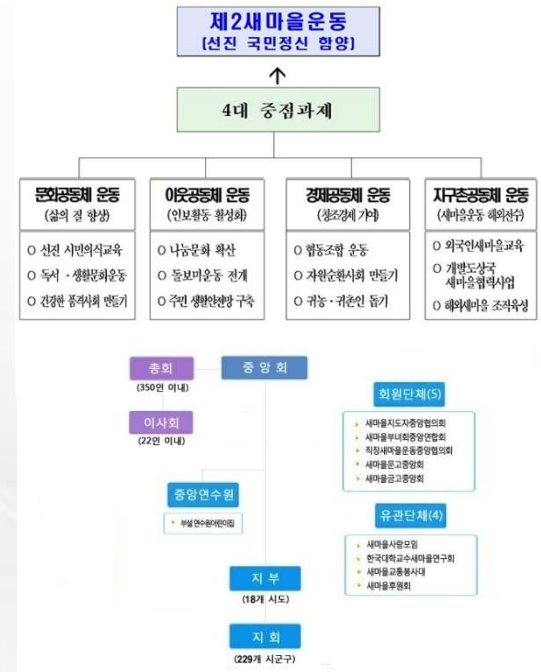 제2새마을운동
(선진 국민정신 함양)
4대 중점과제
문화공동체 운동
(삶의 질 향상)
O 선진 시민의식교육
O 독서 · 생활문화운동
O 건강한 품격사회 만들기
이웃공동체 운동
(인보활동 활성화)
O 나눔문화 확산
O 돌보미운동 전개
O 주민 생활안전망 구축
경제공동체 운동
(창조경제 기여)
O 협동조합 운동
O 자원순환사회 만들기
O 귀농 · 귀촌인 돕기
지구촌공동체 운동
(새마을운동 해외전수)
O 외국인새마을교육
O 개발도상국
새마을협력사업
O 해외새마을 조직육성
총회
(350인 이내)
중앙회
이사회
(22인 이내)
중앙연수원
부설연수원어린이집
지부
(18개 시도)
지회
(229개 시군구)
회원단체(5)
새마을지도자중앙협의회
새마을부녀회중앙연합회
직장새마을운동중앙협의회
새마을문고중앙회
새마을금고중앙회
유관단체(4)
새마을사랑모임
한국대학교수새마을연구회
새마을교통봉사대
새마을후원회